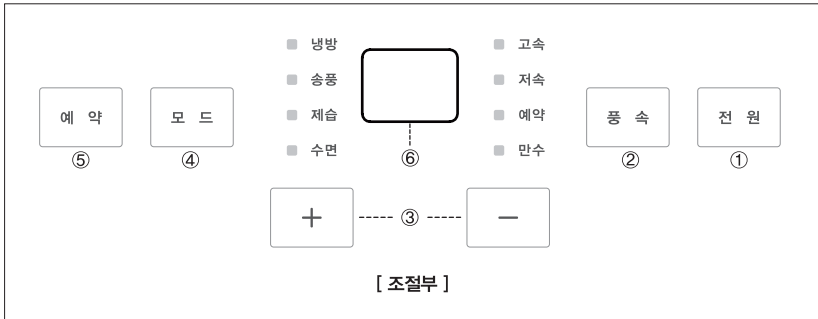 냉방 고속
송풍 저속
예 약 모 드 제습 예약 풍 속 전 원
⑤ ④ 수면 ⑥ 만수 ② ①
+ ③ -
[ 조절부 ]